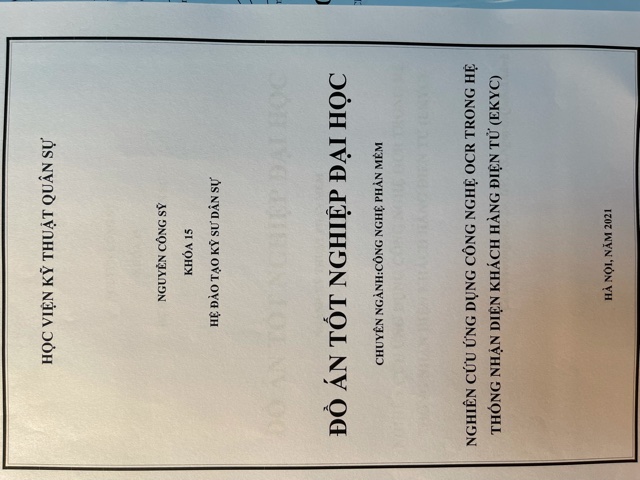 HỌC VIỆN KỸ THUẬT QUÂN SỰ
NGUYỄN CÔNG SỸ
KHÓA 15
HỆ ĐÀO TẠO KỸ SƯ DÂN SỰ
ĐỒ ÁN TỐT NGHIỆP ĐẠI HỌC
CHUYÊN NGÀNH:CÔNG NGHỆ PHẦN MỀM
NGHIÊN CỨU ỨNG DỤNG CÔNG NGHỆ OCR TRONG HỆ
THỐNG NHẬN DIỆN KHÁCH HÀNG ĐIỆN TỬ (EKYC)
HÀ NỘI, NĂM 2021